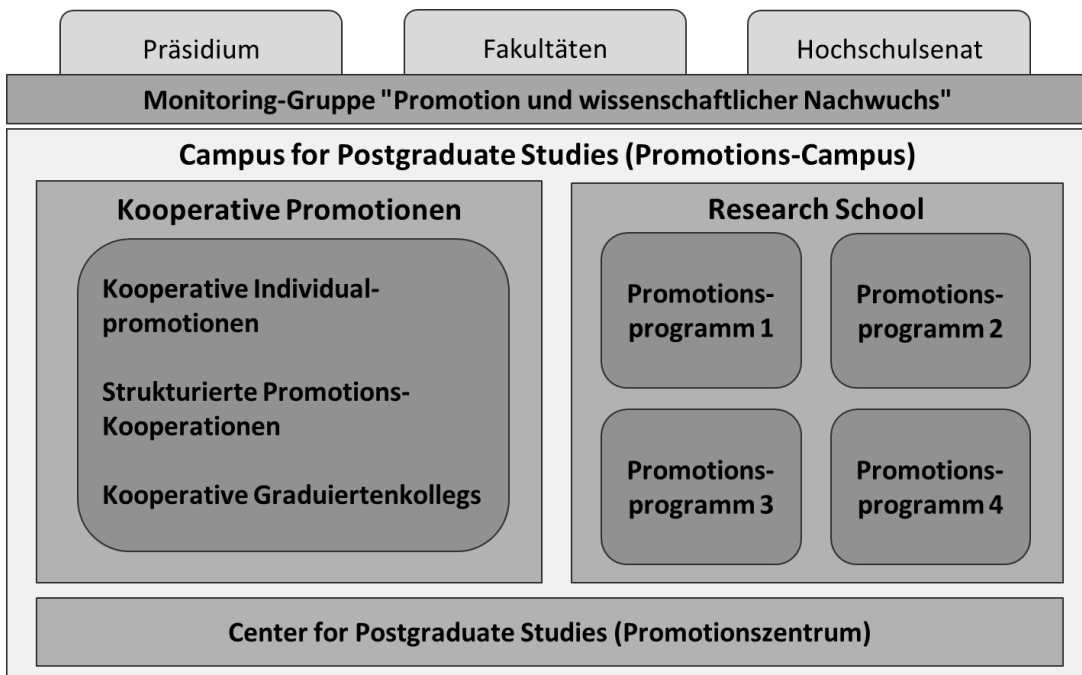 Präsidium
Fakultäten
Hochschulsenat
Monitoring-Gruppe "Promotion und wissenschaftlicher Nachwuchs"
Campus for Postgraduate Studies (Promotions-Campus)
Kooperative Promotionen
Kooperative Individual-
promotionen
Strukturierte Promotions-
Kooperationen
Kooperative Graduiertenkollegs
Research School
Promotions-
programm 1
Promotions-
programm 2
Promotions-
programm 3
Promotions-
programm 4
Center for Postgraduate Studies (Promotionszentrum)